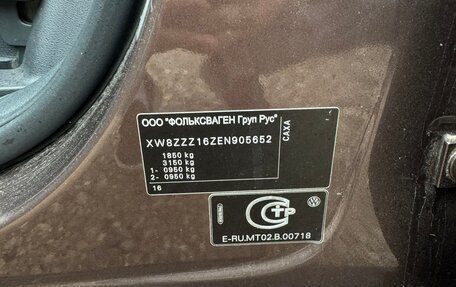 ООО "ФОЛЬКСВАГЕН Груп Рус"
XW8ZZZ16ZEN905652
1850 kg
3150 kg
1- 0950 kg
2- 0950 kg
16
CAXA
E-RU.MT02.B.00718